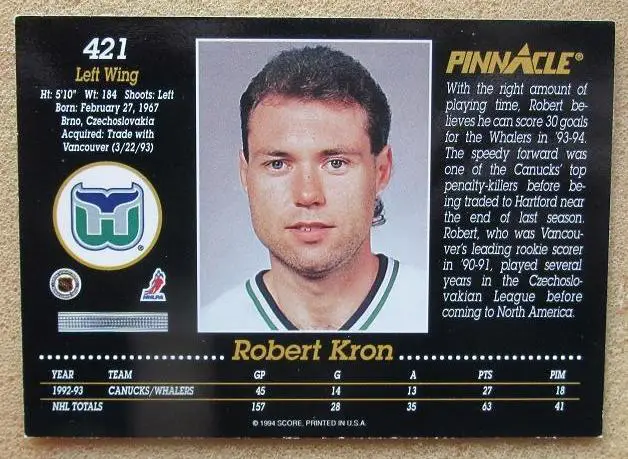 421
Left Wing
Ht: 5'10" Wt: 184 Shoots: Left
Born: February 27, 1967
Brno, Czechoslovakia
Acquired: Trade with
Vancouver (3/22/93)
®
NHLPA
PINNACLE®
With the right amount of
playing time, Robert be-
lieves he can score 30 goals
for the Whalers in '93-94.
The speedy forward was
one of the Canucks' top
penalty-killers before be-
ing traded to Hartford near
the end of last season.
Robert, who was Vancou-
ver's leading rookie scorer
in '90-91, played several
years in the Czechoslo-
vakian League before
coming to North America.
Robert Kron
YEAR TEAM GP G A PTS PIM
1992-93 CANUCKS/WHALERS 45 14 13 27 18
NHL TOTALS 157 28 35 63 41
© 1994 SCORE, PRINTED IN U.S.A.